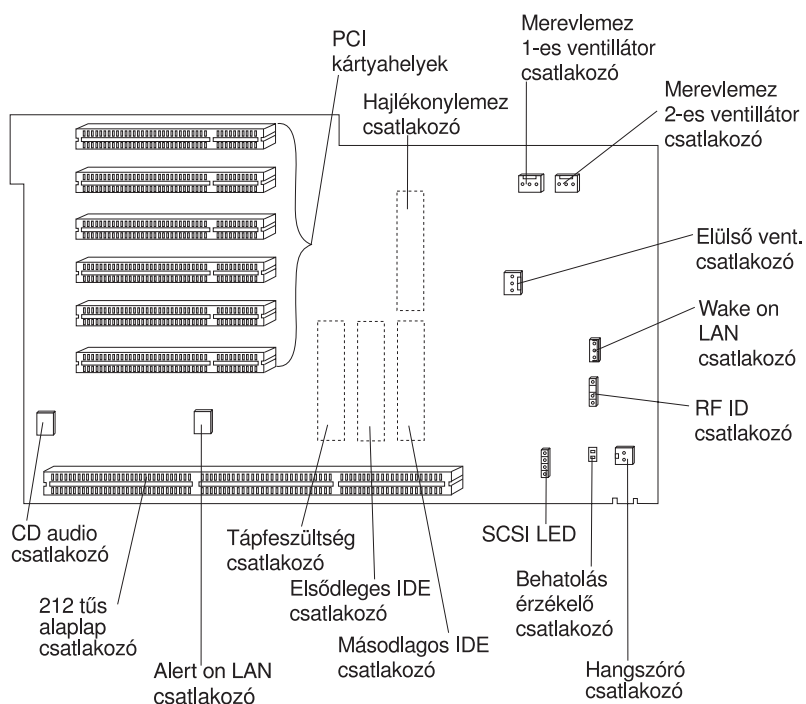 Merevlemez
1-es ventillátor
csatlakozó
PCI
kártyahelyek
Merevlemez
2-es ventillátor
csatlakozó
Hajlékonylemez
csatlakozó
Elülső vent.
csatlakozó
Wake on
LAN
csatlakozó
RF ID
csatlakozó
CD audio
csatlakozó
Tápfeszültség
csatlakozó
SCSI LED
Elsődleges IDE
csatlakozó
Behatolás
érzékelő
csatlakozó
212 tűs
alaplap
csatlakozó
Másodlagos IDE
csatlakozó
Alert on LAN
csatlakozó
Hangszóró
csatlakozó